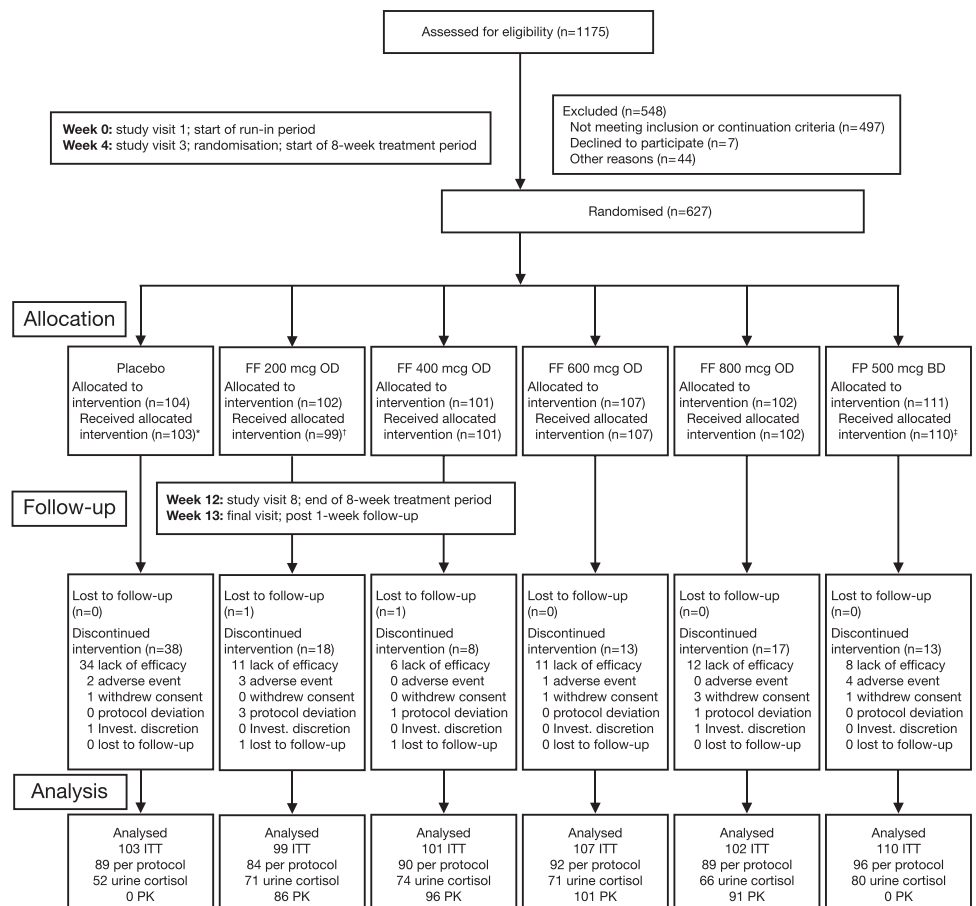 Assessed for eligibility (n=1175)
Week 0: study visit 1; start of run-in period
Week 4: study visit 3; randomisation; start of 8-week treatment period
Excluded (n=548)
Not meeting inclusion or continuation criteria (n=497)
Declined to participate (n=7)
Other reasons (n=44)
Randomised (n=627)
Allocation
Placebo
Allocated to
intervention (n=104)
Received allocated
intervention (n=103)*
FF 200 mcg OD
Allocated to
intervention (n=102)
Received allocated
intervention (n=99)†
FF 400 mcg OD
Allocated to
intervention (n=101)
Received allocated
intervention (n=101)
FF 600 mcg OD
Allocated to
intervention (n=107)
Received allocated
intervention (n=107)
FF 800 mcg OD
Allocated to
intervention (n=102)
Received allocated
intervention (n=102)
FP 500 mcg BD
Allocated to
intervention (n=111)
Received allocated
intervention (n=110)‡
Follow-up
Week 12: study visit 8; end of 8-week treatment period
Week 13: final visit; post 1-week follow-up
Lost to follow-up
(n=0)
Discontinued
intervention (n=38)
34 lack of efficacy
2 adverse event
1 withdrew consent
0 protocol deviation
1 Invest. discretion
0 lost to follow-up
Lost to follow-up
(n=1)
Discontinued
intervention (n=18)
11 lack of efficacy
3 adverse event
0 withdrew consent
3 protocol deviation
0 Invest. discretion
1 lost to follow-up
Lost to follow-up
(n=1)
Discontinued
intervention (n=8)
6 lack of efficacy
0 adverse event
0 withdrew consent
1 protocol deviation
0 Invest. discretion
1 lost to follow-up
Lost to follow-up
(n=0)
Discontinued
intervention (n=13)
11 lack of efficacy
1 adverse event
1 withdrew consent
0 protocol deviation
0 Invest. discretion
0 lost to follow-up
Lost to follow-up
(n=0)
Discontinued
intervention (n=17)
12 lack of efficacy
0 adverse event
3 withdrew consent
1 protocol deviation
1 Invest. discretion
0 lost to follow-up
Lost to follow-up
(n=0)
Discontinued
intervention (n=13)
8 lack of efficacy
4 adverse event
1 withdrew consent
0 protocol deviation
0 Invest. discretion
0 lost to follow-up
Analysis
Analysed
103 ITT
89 per protocol
52 urine cortisol
0 PK
Analysed
99 ITT
84 per protocol
71 urine cortisol
86 PK
Analysed
101 ITT
90 per protocol
74 urine cortisol
96 PK
Analysed
107 ITT
92 per protocol
71 urine cortisol
101 PK
Analysed
102 ITT
89 per protocol
66 urine cortisol
91 PK
Analysed
110 ITT
96 per protocol
80 urine cortisol
0 PK